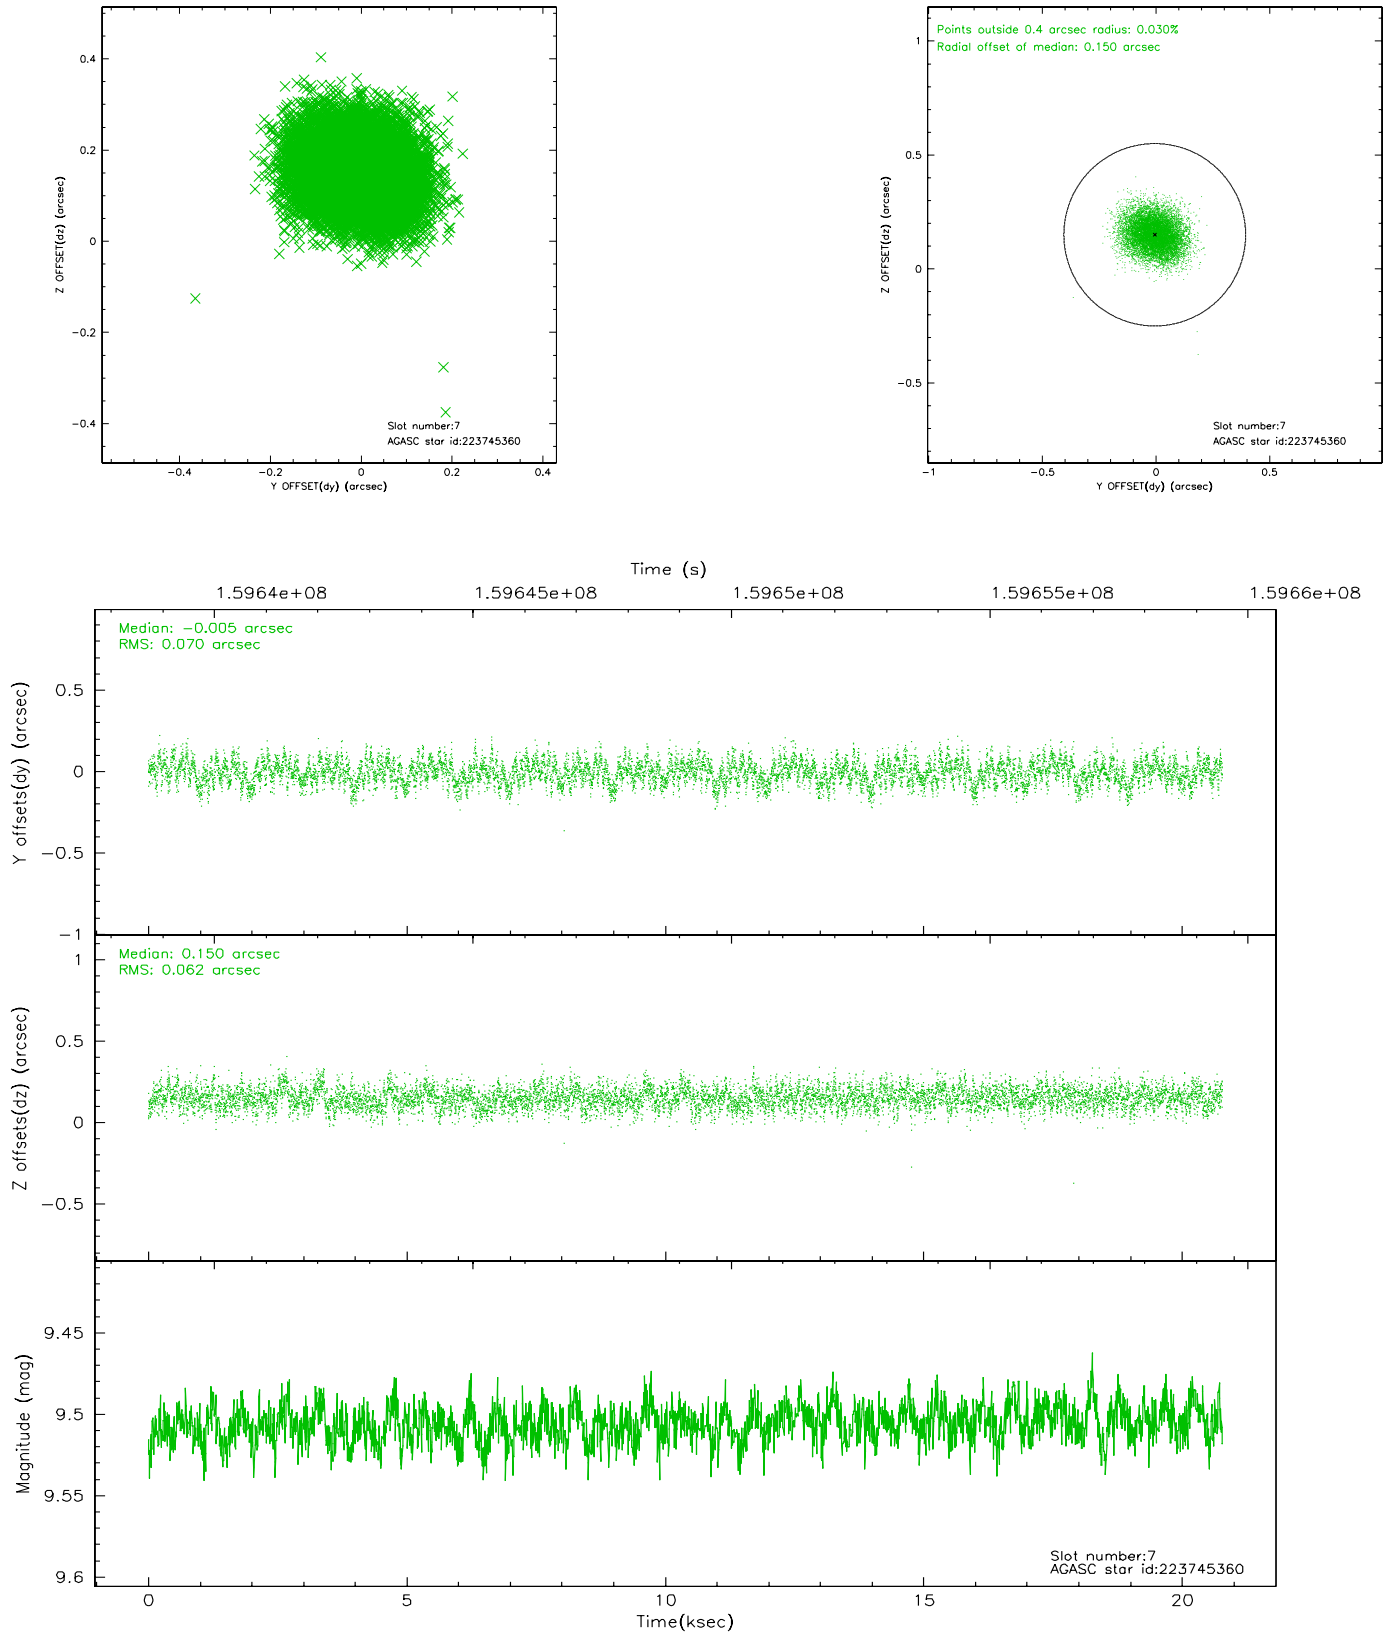 0.4
0.2
0
−0.2
−0.4
Z OFFSET(dz) (arcsec)
Slot number:7
AGASC star id:223745360
−0.4
−0.2
0
0.2
0.4
Y OFFSET(dy) (arcsec)
Points outside 0.4 arcsec radius: 0.030%
Radial offset of median: 0.150 arcsec
1
0.5
0
−0.5
Z OFFSET(dz) (arcsec)
Slot number:7
AGASC star id:223745360
−1
−0.5
0
0.5
Y OFFSET(dy) (arcsec)
Time (s)
1.5964e+08
1.59645e+08
1.5965e+08
1.59655e+08
1.5966e+08
Median: −0.005 arcsec
RMS: 0.070 arcsec
0.5
0
−0.5
−1
Y offsets(dy) (arcsec)
Median: 0.150 arcsec
RMS: 0.062 arcsec
1
0.5
0
−0.5
Z offsets(dz) (arcsec)
9.45
9.5
9.55
9.6
Magnitude (mag)
Slot number:7
AGASC star id:223745360
0
5
10
15
20
Time(ksec)